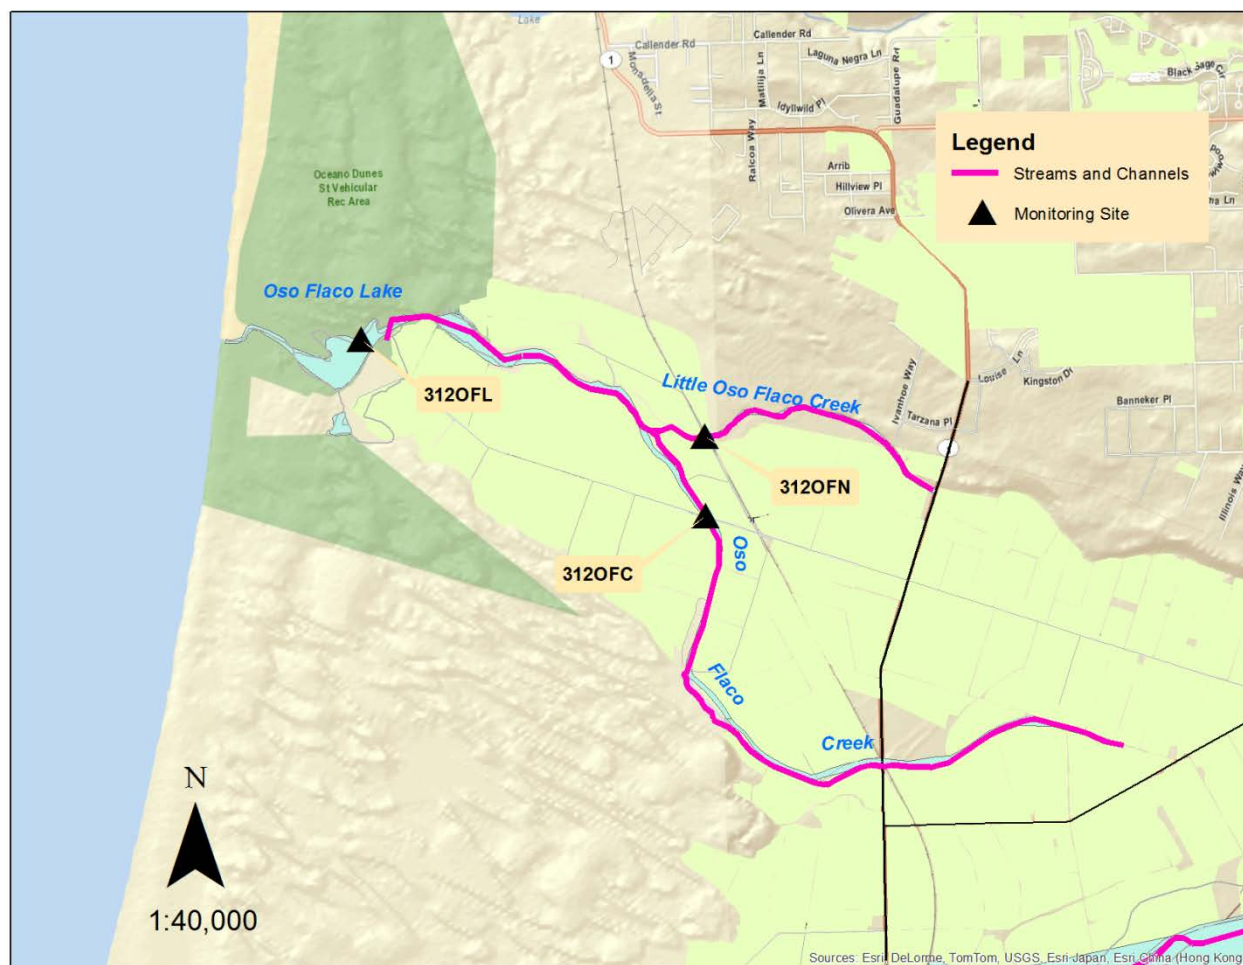 Lake
Callender Rd
Callender Rd
1
Monadella St
Matilija Ln
Laguna Negra Ln
Guadalupe Rd
Black Sage Cir
Idyllwild Pl
Ralcoa Way
Arrib
Hillview Pl
Olivera Ave
Legend
Streams and Channels
Monitoring Site
Oceano Dunes
St Vehicular
Rec Area
Oso Flaco Lake
312OFL
Little Oso Flaco Creek
Ivanhoe Way
Tarzana Pl
Louise Ln
Kingston Dr
Banneker Pl
Illinois Way
312OFN
312OFC
Oso
Flaco
Creek
N
1:40,000
Sources: Esri, DeLorme, TomTom, USGS, Esri Japan, Esri China (Hong Kong